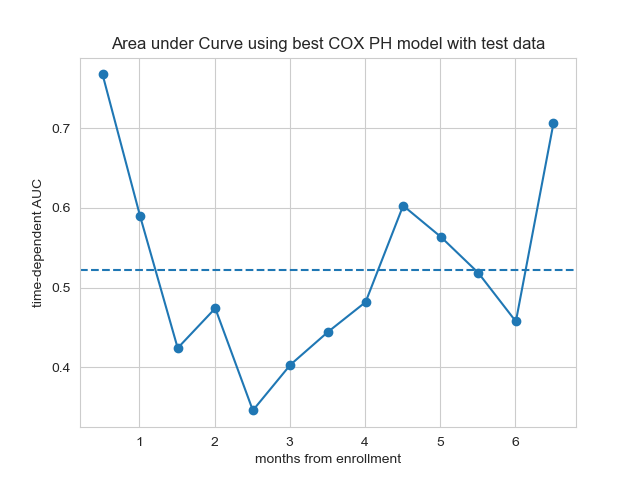 Area under Curve using best COX PH model with test data
time-dependent AUC
0.7
0.6
0.5
0.4
1 2 3 4 5 6
months from enrollment